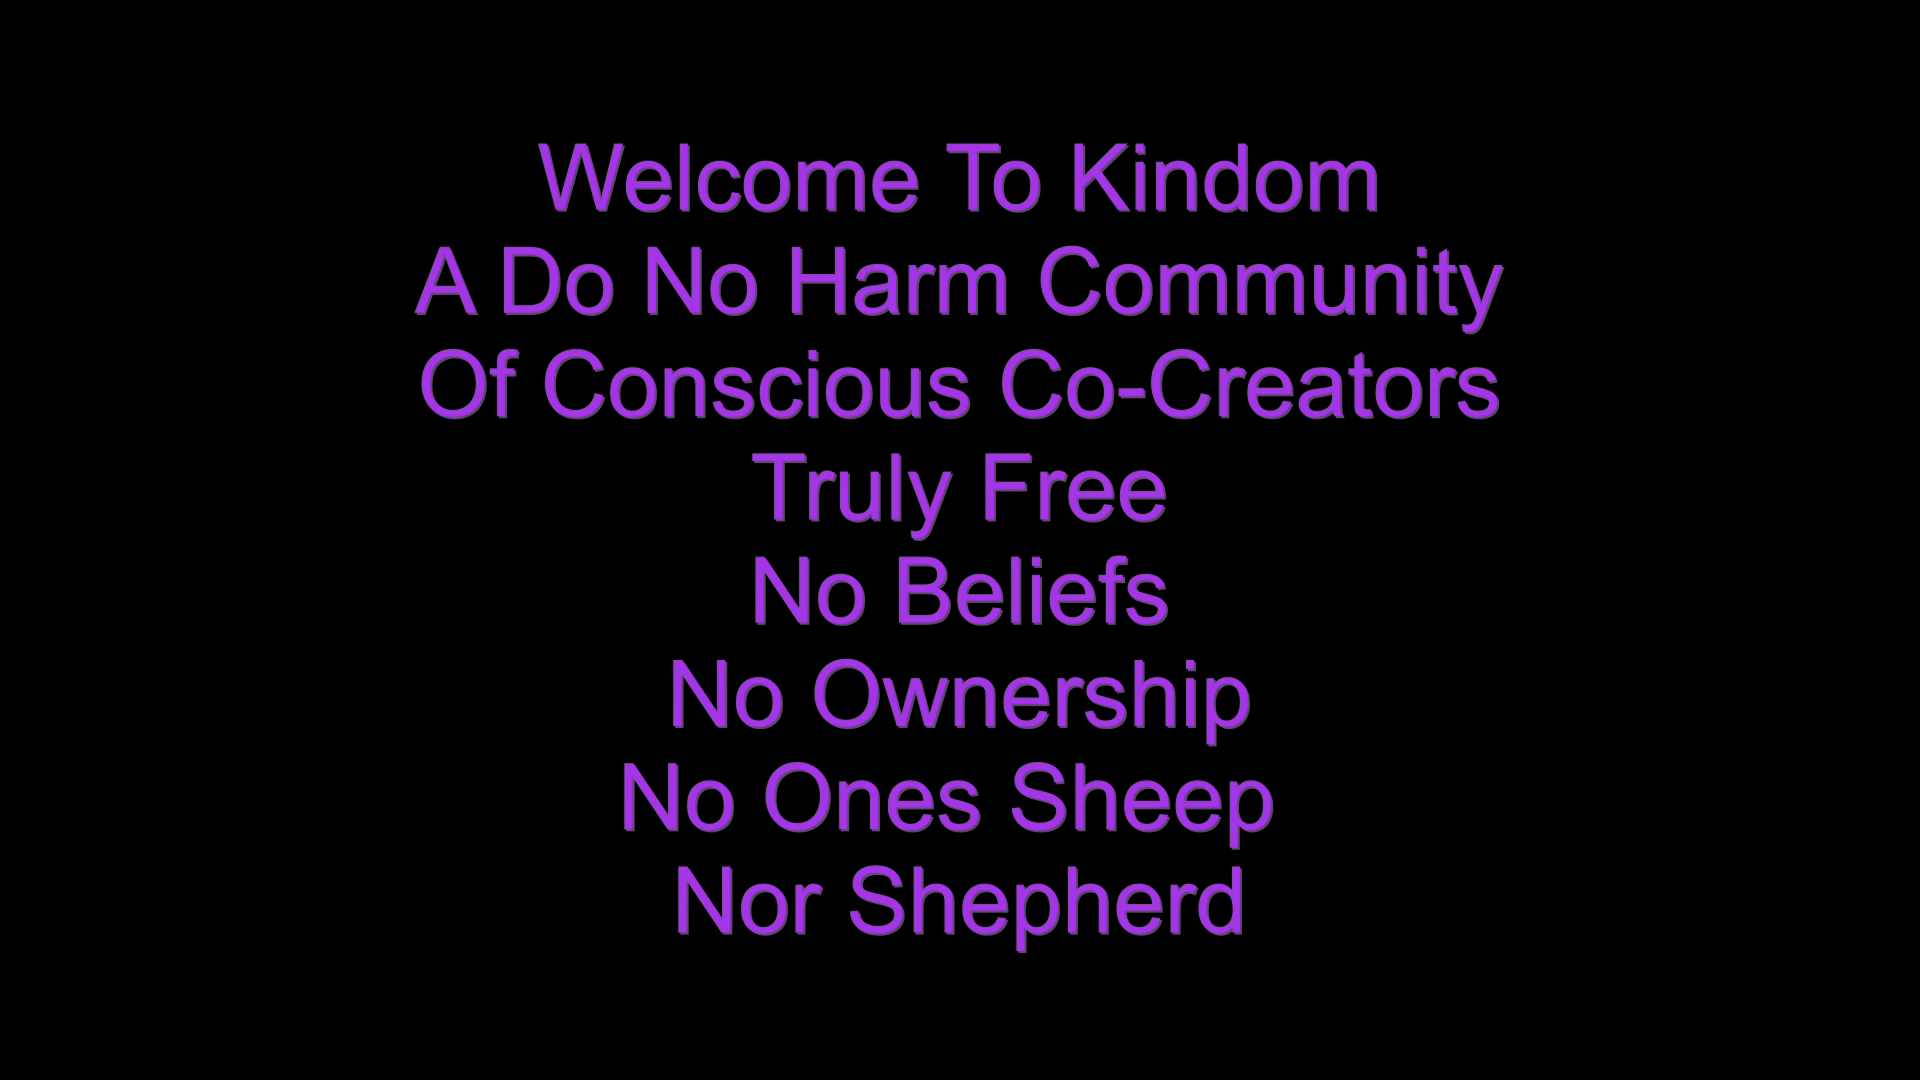 Welcome To Kindom
A Do No Harm Community
Of Conscious Co-Creators
Truly Free
No Beliefs
No Ownership
No Ones Sheep
Nor Shepherd